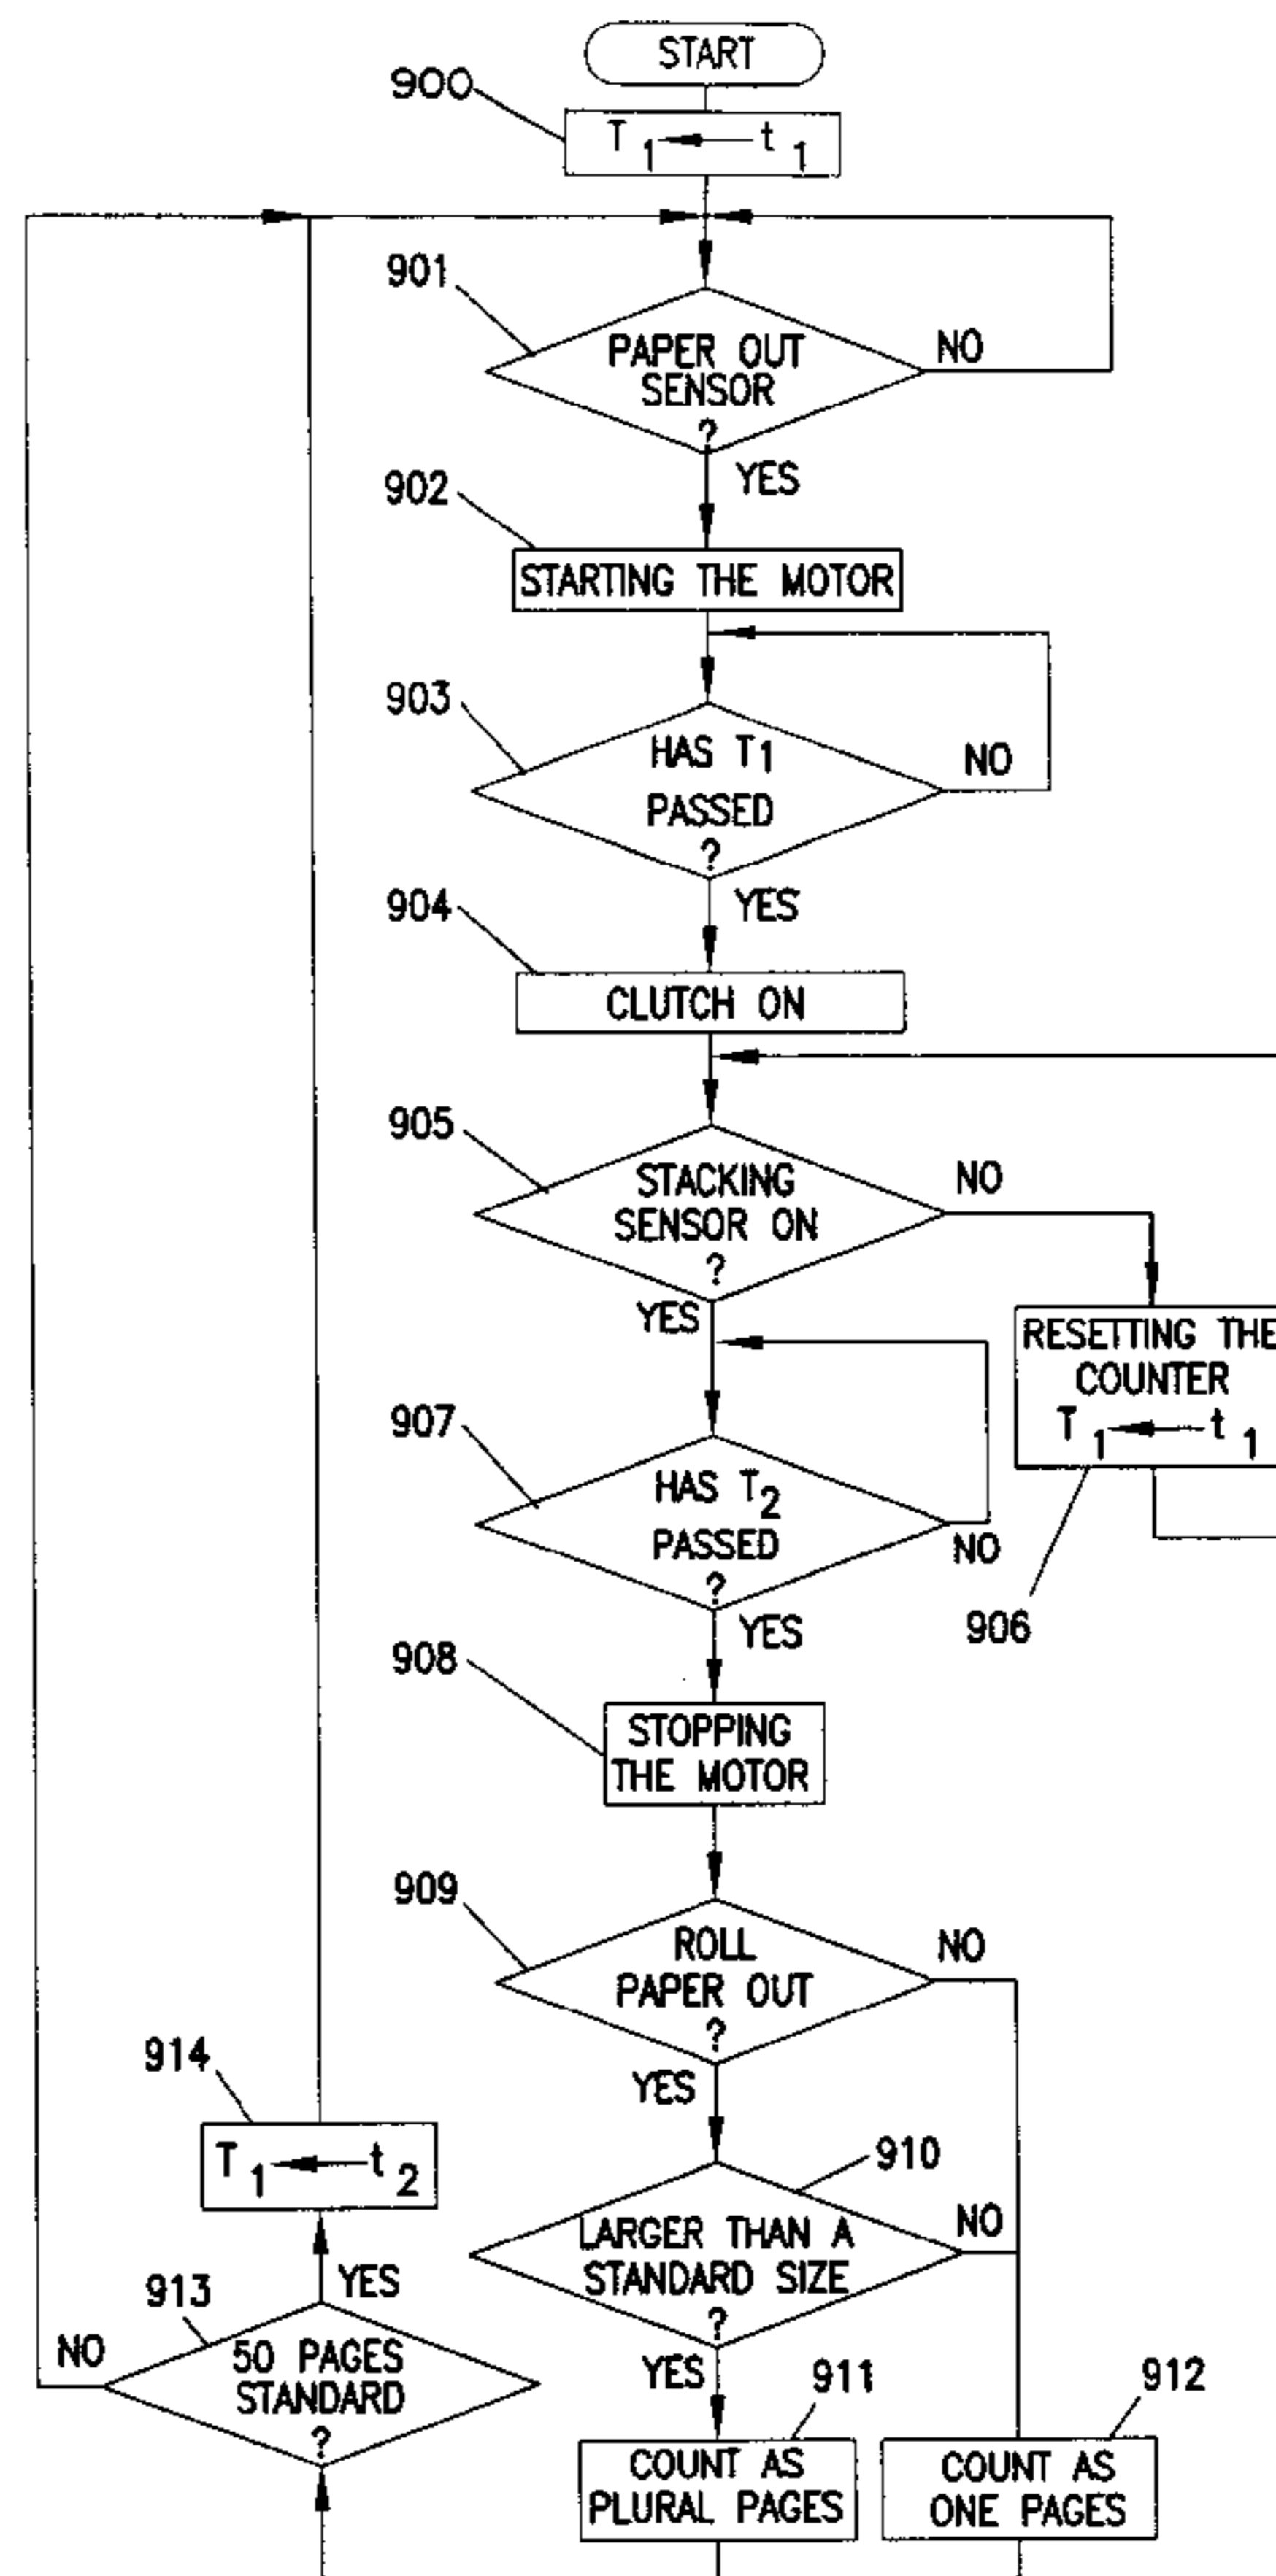 START
900
T1 ← t1
901
PAPER OUT
SENSOR
?
NO
YES
902
STARTING THE MOTOR
903
HAS T1
PASSED
?
NO
YES
904
CLUTCH ON
905
STACKING
SENSOR ON
?
NO
YES
RESETTING THE
COUNTER
T1 ← t1
906
907
HAS T2
PASSED
?
NO
YES
908
STOPPING
THE MOTOR
909
ROLL
PAPER OUT
?
NO
YES
910
LARGER THAN A
STANDARD SIZE
?
NO
YES
911
COUNT AS
PLURAL PAGES
912
COUNT AS
ONE PAGES
913
50 PAGES
STANDARD
?
NO
YES
914
T1 ← t2